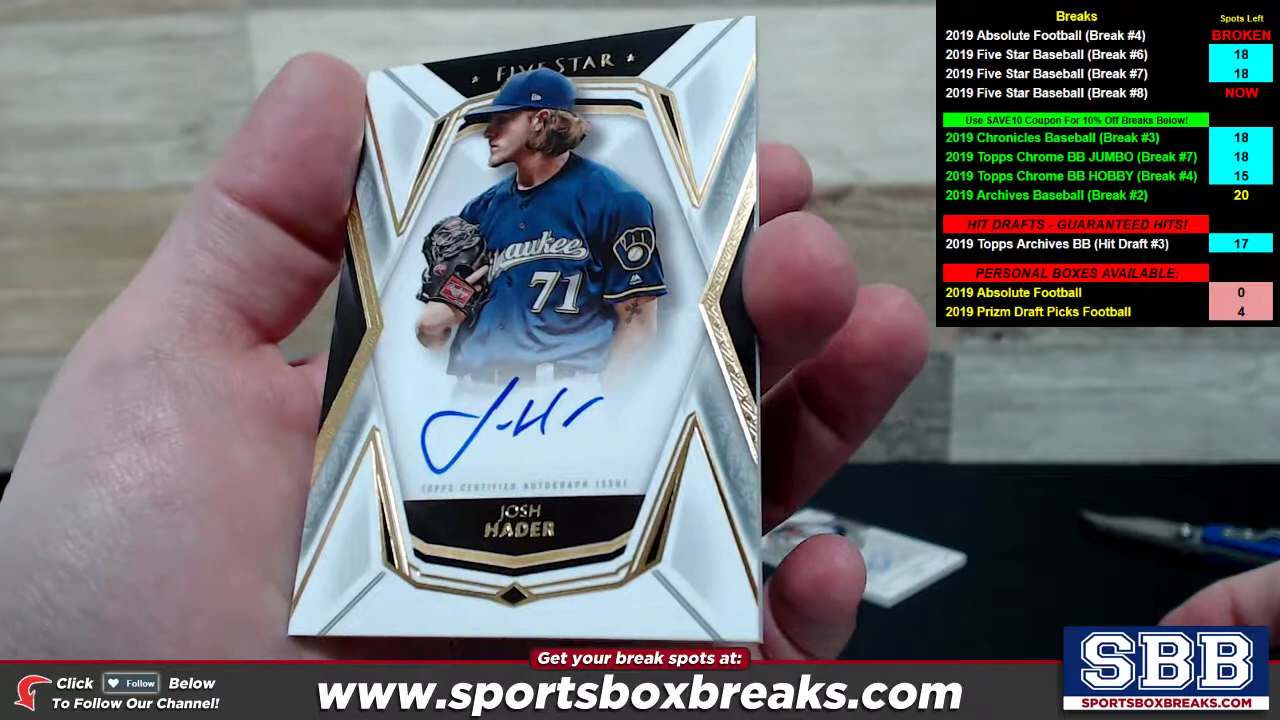 FIVE STAR
Milwaukee
71
TOPPS CERTIFIED AUTOGRAPH ISSUE
JOSH
HADER
Breaks Spots Left
2019 Absolute Football (Break #4) BROKEN
2019 Five Star Baseball (Break #6) 18
2019 Five Star Baseball (Break #7) 18
2019 Five Star Baseball (Break #8) NOW
Use SAVE10 Coupon For 10% Off Breaks Below!
2019 Chronicles Baseball (Break #3) 18
2019 Topps Chrome BB JUMBO (Break #7) 18
2019 Topps Chrome BB HOBBY (Break #4) 15
2019 Archives Baseball (Break #2) 20
HIT DRAFTS - GUARANTEED HITS!
2019 Topps Archives BB (Hit Draft #3) 17
PERSONAL BOXES AVAILABLE:
2019 Absolute Football 0
2019 Prizm Draft Picks Football 4
Get your break spots at:
Click Follow Below
To Follow Our Channel!
www.sportsboxbreaks.com
SBB
SPORTSBOXBREAKS.COM